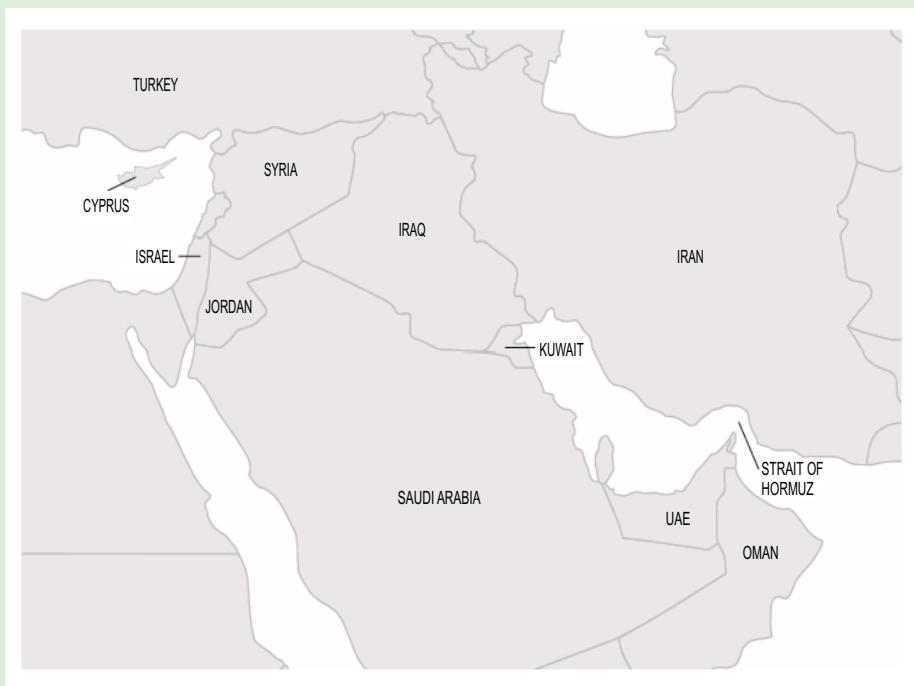 TURKEY
SYRIA
CYPRUS
IRAQ
ISRAEL
IRAN
JORDAN
KUWAIT
STRAIT OF
HORMUZ
SAUDI ARABIA
UAE
OMAN